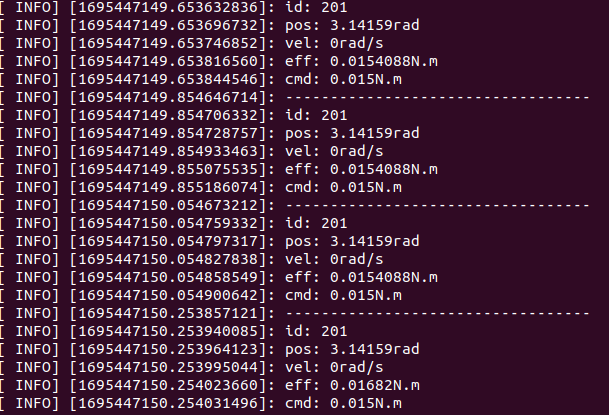 [ INFO] [1695447149.653632836]: id: 201
[ INFO] [1695447149.653696732]: pos: 3.14159rad
[ INFO] [1695447149.653746852]: vel: 0rad/s
[ INFO] [1695447149.653816560]: eff: 0.0154088N.m
[ INFO] [1695447149.653844546]: cmd: 0.015N.m
[ INFO] [1695447149.854646714]: ----------------------------------
[ INFO] [1695447149.854706332]: id: 201
[ INFO] [1695447149.854728757]: pos: 3.14159rad
[ INFO] [1695447149.854933463]: vel: 0rad/s
[ INFO] [1695447149.855075535]: eff: 0.0154088N.m
[ INFO] [1695447149.855186074]: cmd: 0.015N.m
[ INFO] [1695447150.054673212]: ----------------------------------
[ INFO] [1695447150.054759332]: id: 201
[ INFO] [1695447150.054797317]: pos: 3.14159rad
[ INFO] [1695447150.054827838]: vel: 0rad/s
[ INFO] [1695447150.054858549]: eff: 0.0154088N.m
[ INFO] [1695447150.054900642]: cmd: 0.015N.m
[ INFO] [1695447150.253857121]: ----------------------------------
[ INFO] [1695447150.253940085]: id: 201
[ INFO] [1695447150.253964123]: pos: 3.14159rad
[ INFO] [1695447150.253995044]: vel: 0rad/s
[ INFO] [1695447150.254023660]: eff: 0.01682N.m
[ INFO] [1695447150.254031496]: cmd: 0.015N.m